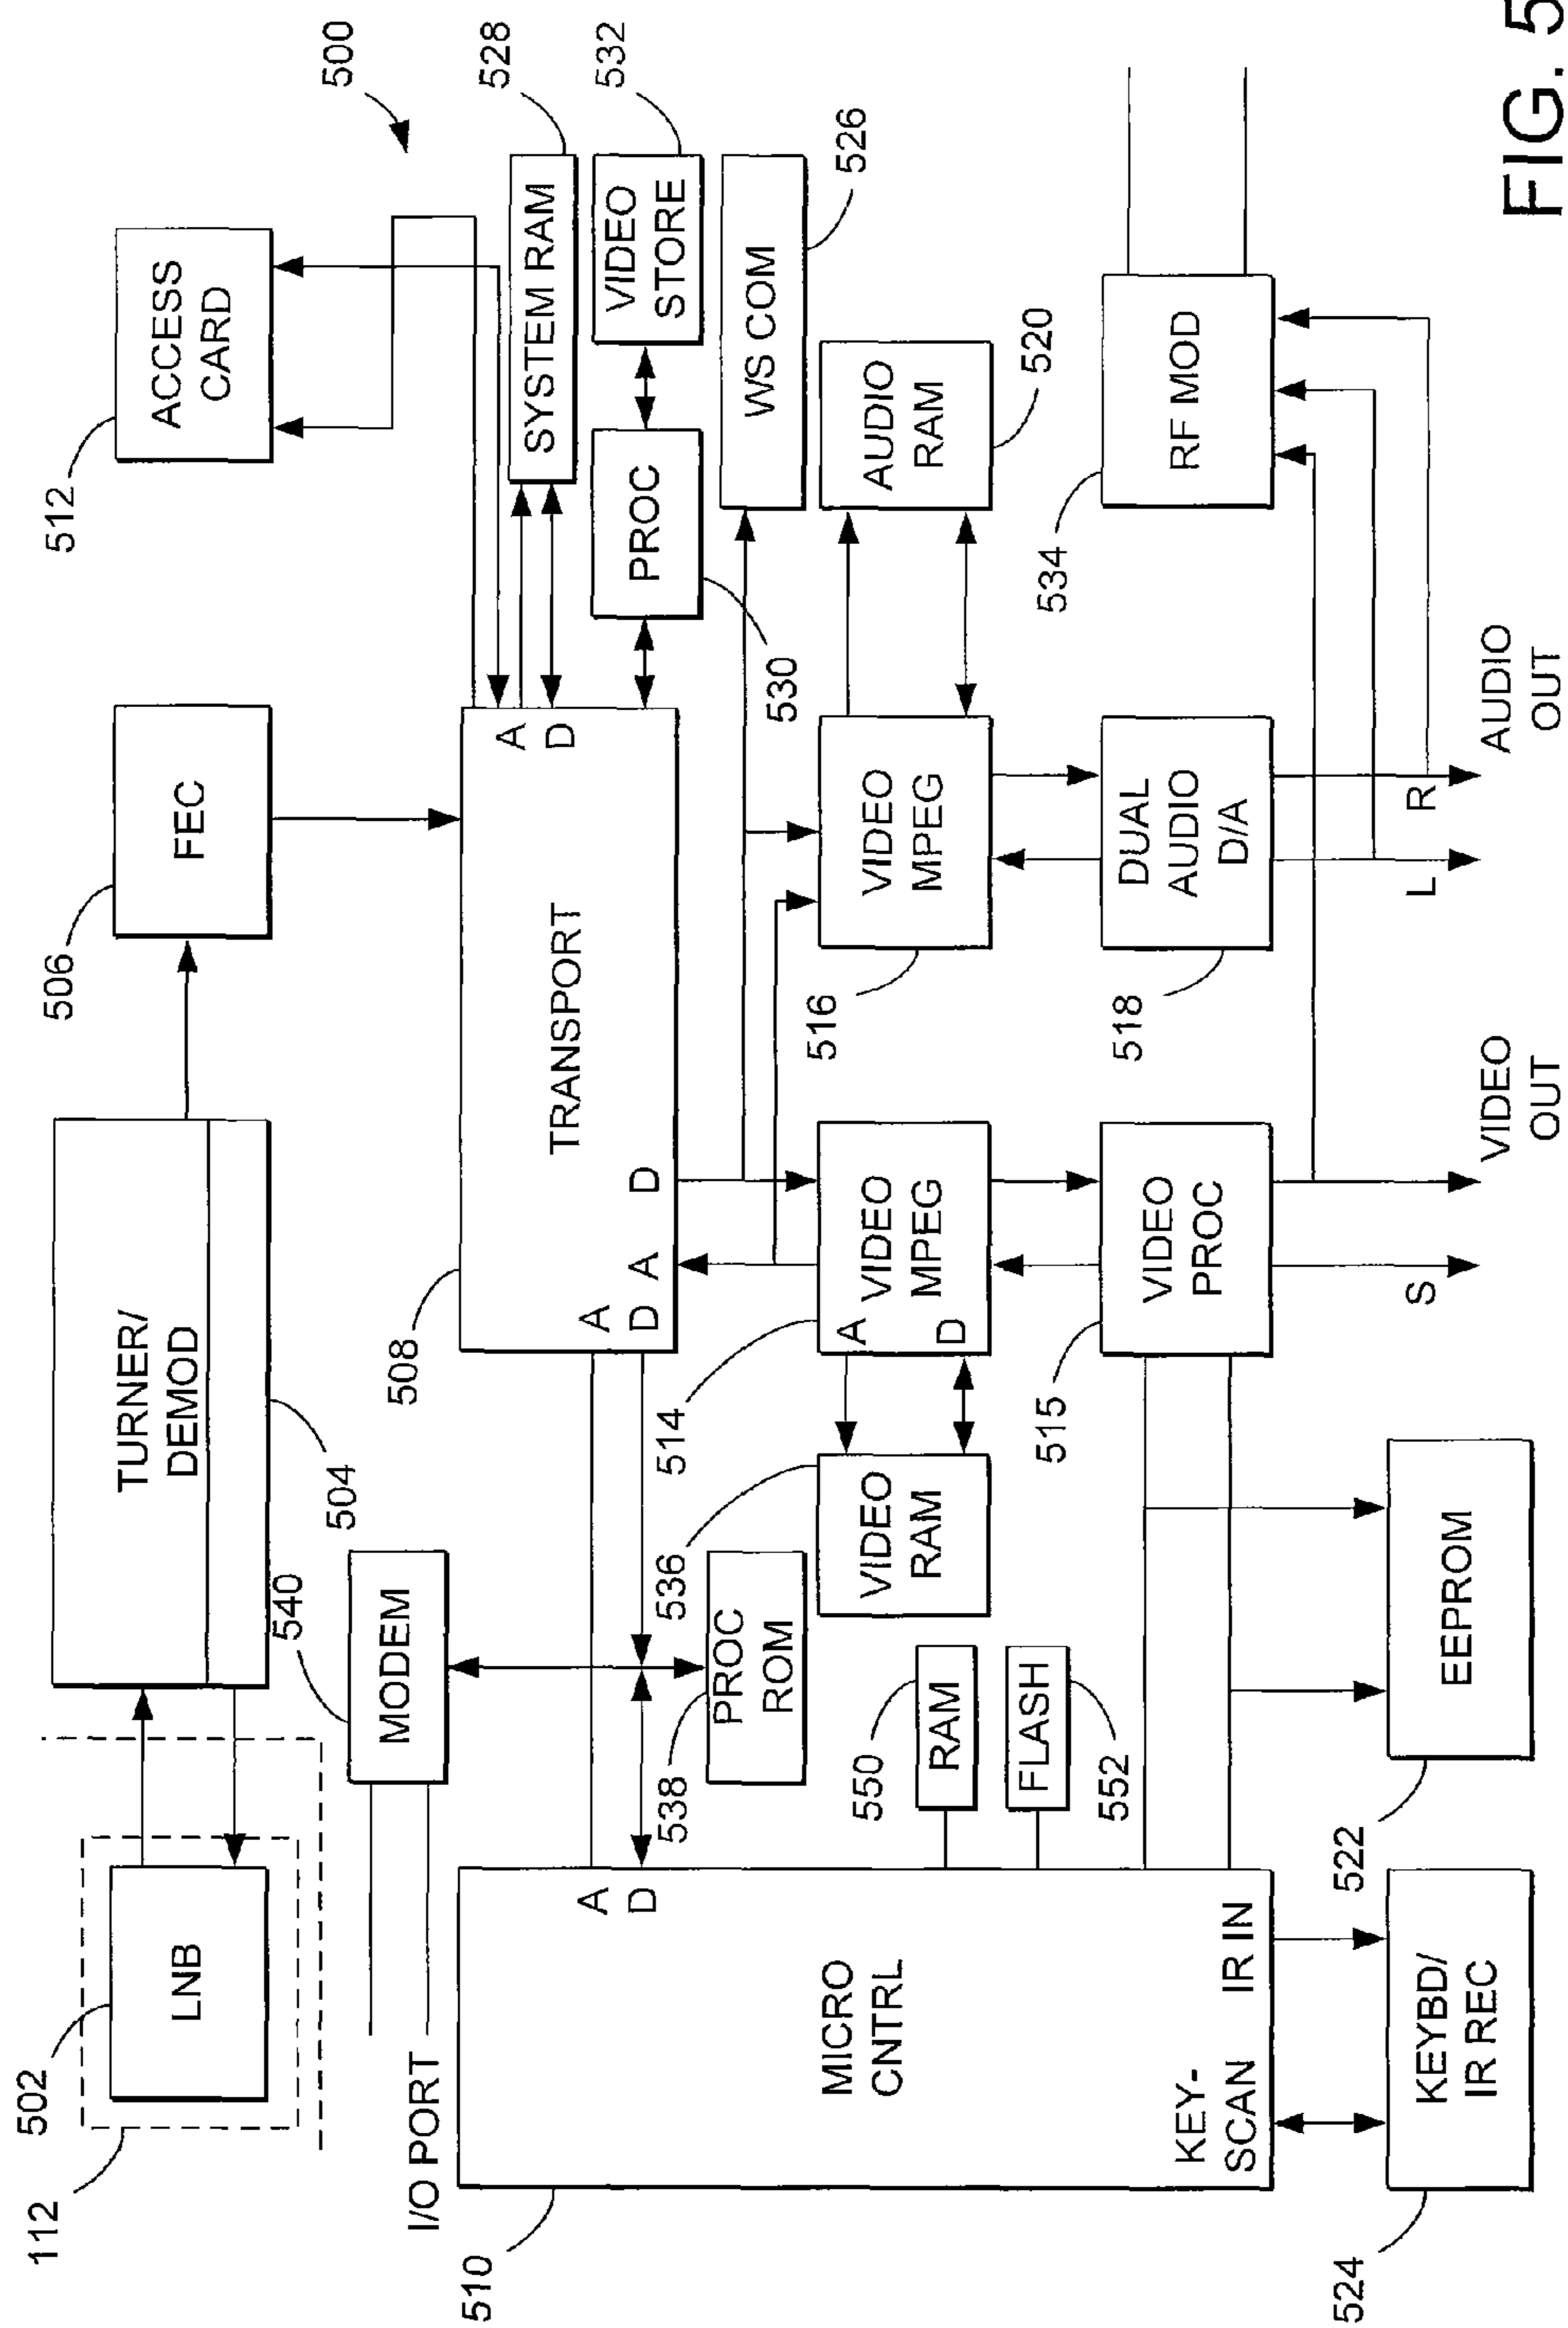 112
502
LNB
TURNER/
DEMOD
504
506
FEC
512
ACCESS
CARD
500
I/O PORT
540
MODEM
508
TRANSPORT
A
D
A
D
A
D
528
SYSTEM RAM
532
VIDEO
STORE
530
PROC
526
WS COM
510
MICRO
CNTRL
A
D
KEY-
SCAN
IR IN
538
PROC
ROM
550
RAM
552
FLASH
536
VIDEO
RAM
514
A
D
VIDEO
MPEG
516
VIDEO
MPEG
520
AUDIO
RAM
515
VIDEO
PROC
518
DUAL
AUDIO
D/A
534
RF MOD
524
KEYBD/
IR REC
522
EEPROM
S
VIDEO
OUT
L
R
AUDIO
OUT
FIG. 5